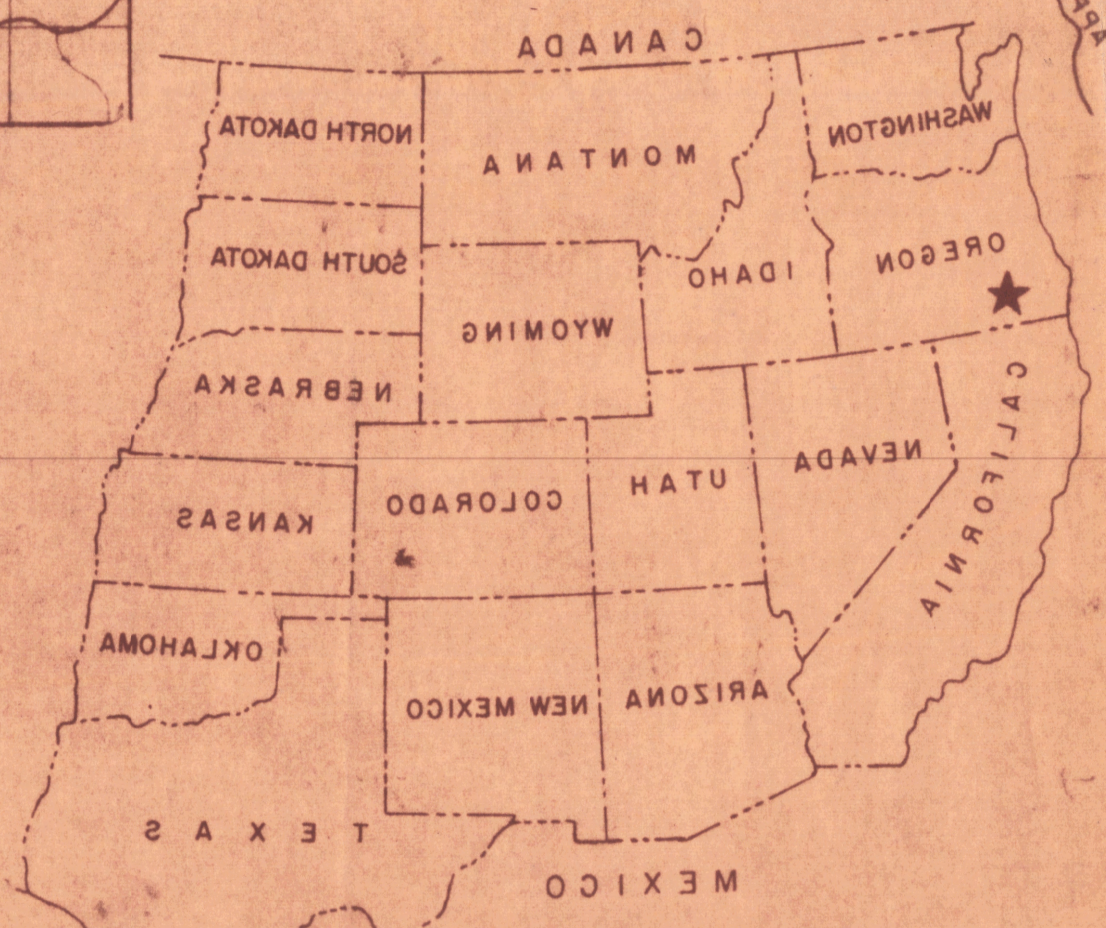 CANADA
WASHINGTON
MONTANA
NORTH DAKOTA
OREGON
IDAHO
SOUTH DAKOTA
WYOMING
NEBRASKA
CALIFORNIA
NEVADA
UTAH
COLORADO
KANSAS
OKLAHOMA
ARIZONA
NEW MEXICO
TEXAS
MEXICO